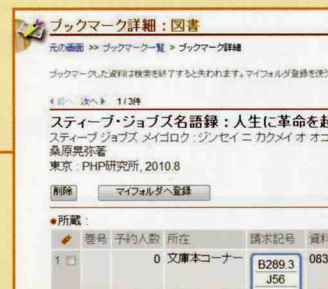 ブックマーク詳細：図書
元の画面 >> ブックマーク一覧 > ブックマーク詳細
ブックマークした資料は検索を終了すると失われます。マイフォルダ登録を使
前へ 次へ 1/3件
スティーブ・ジョブズ名語録：人生に革命を
スティーブ ジョブズ メイゴロク：ジンセイ ニ カクメイ オ オコ
桑原晃弥著
東京：PHP研究所, 2010.8
削除 マイフォルダへ登録
●所蔵：
巻号 予約人数 所在 請求記号 資料
1 0 文庫本コーナー B289.3 083
J56